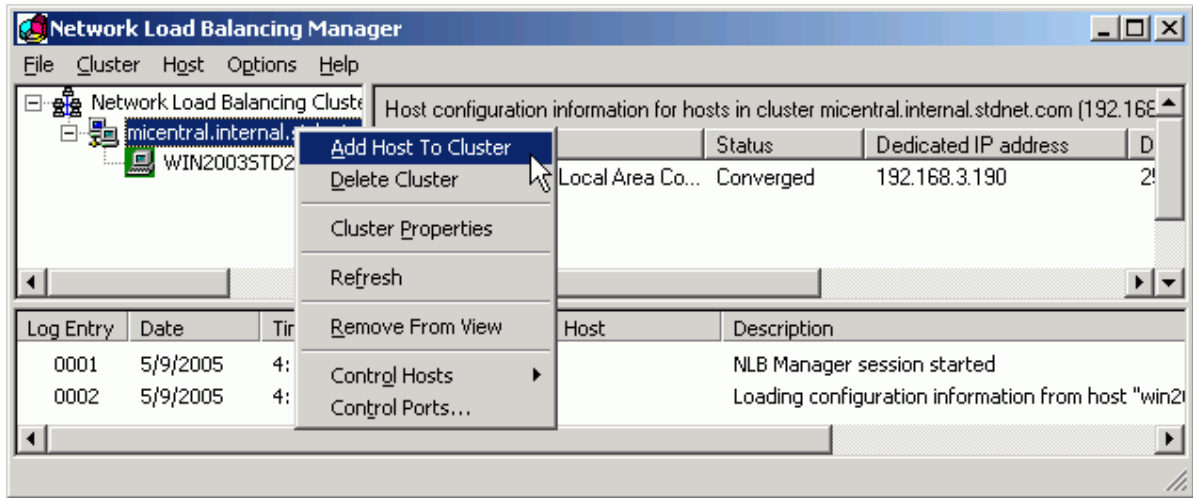 Network Load Balancing Manager
File Cluster Host Options Help
Network Load Balancing Cluste
Host configuration information for hosts in cluster micentral.internal.stdnet.com (192.168
micentral.internal.
Status Dedicated IP address D
WIN2003STD2
Local Area Co... Converged 192.168.3.190
Add Host To Cluster
Delete Cluster
Cluster Properties
Refresh
Remove From View
Control Hosts
Control Ports...
Log Entry Date Host Description
0001 5/9/2005 4: NLB Manager session started
0002 5/9/2005 4: Loading configuration information from host "win2